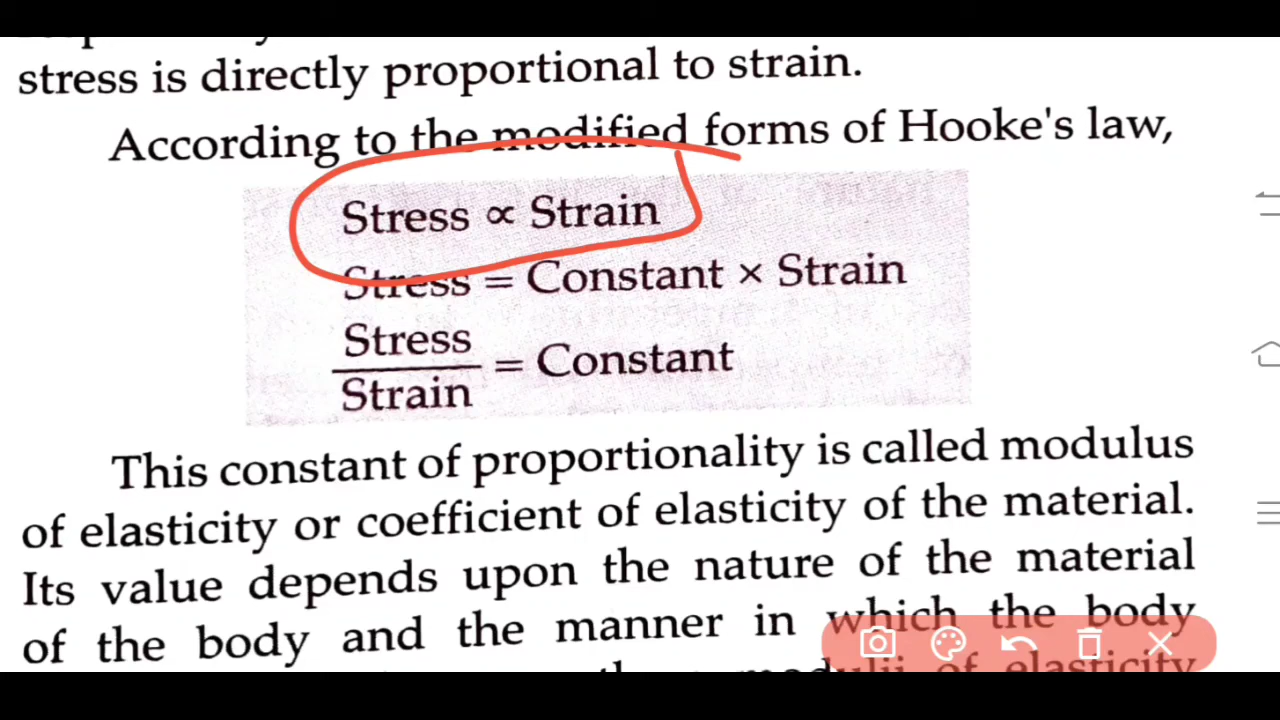 stress is directly proportional to strain.
According to the modified forms of Hooke's law,
Stress ∝ Strain
Stress = Constant × Strain
Stress
Strain = Constant
This constant of proportionality is called modulus
of elasticity or coefficient of elasticity of the material.
Its value depends upon the nature of the material
of the body and the manner in which the body
of elasticity